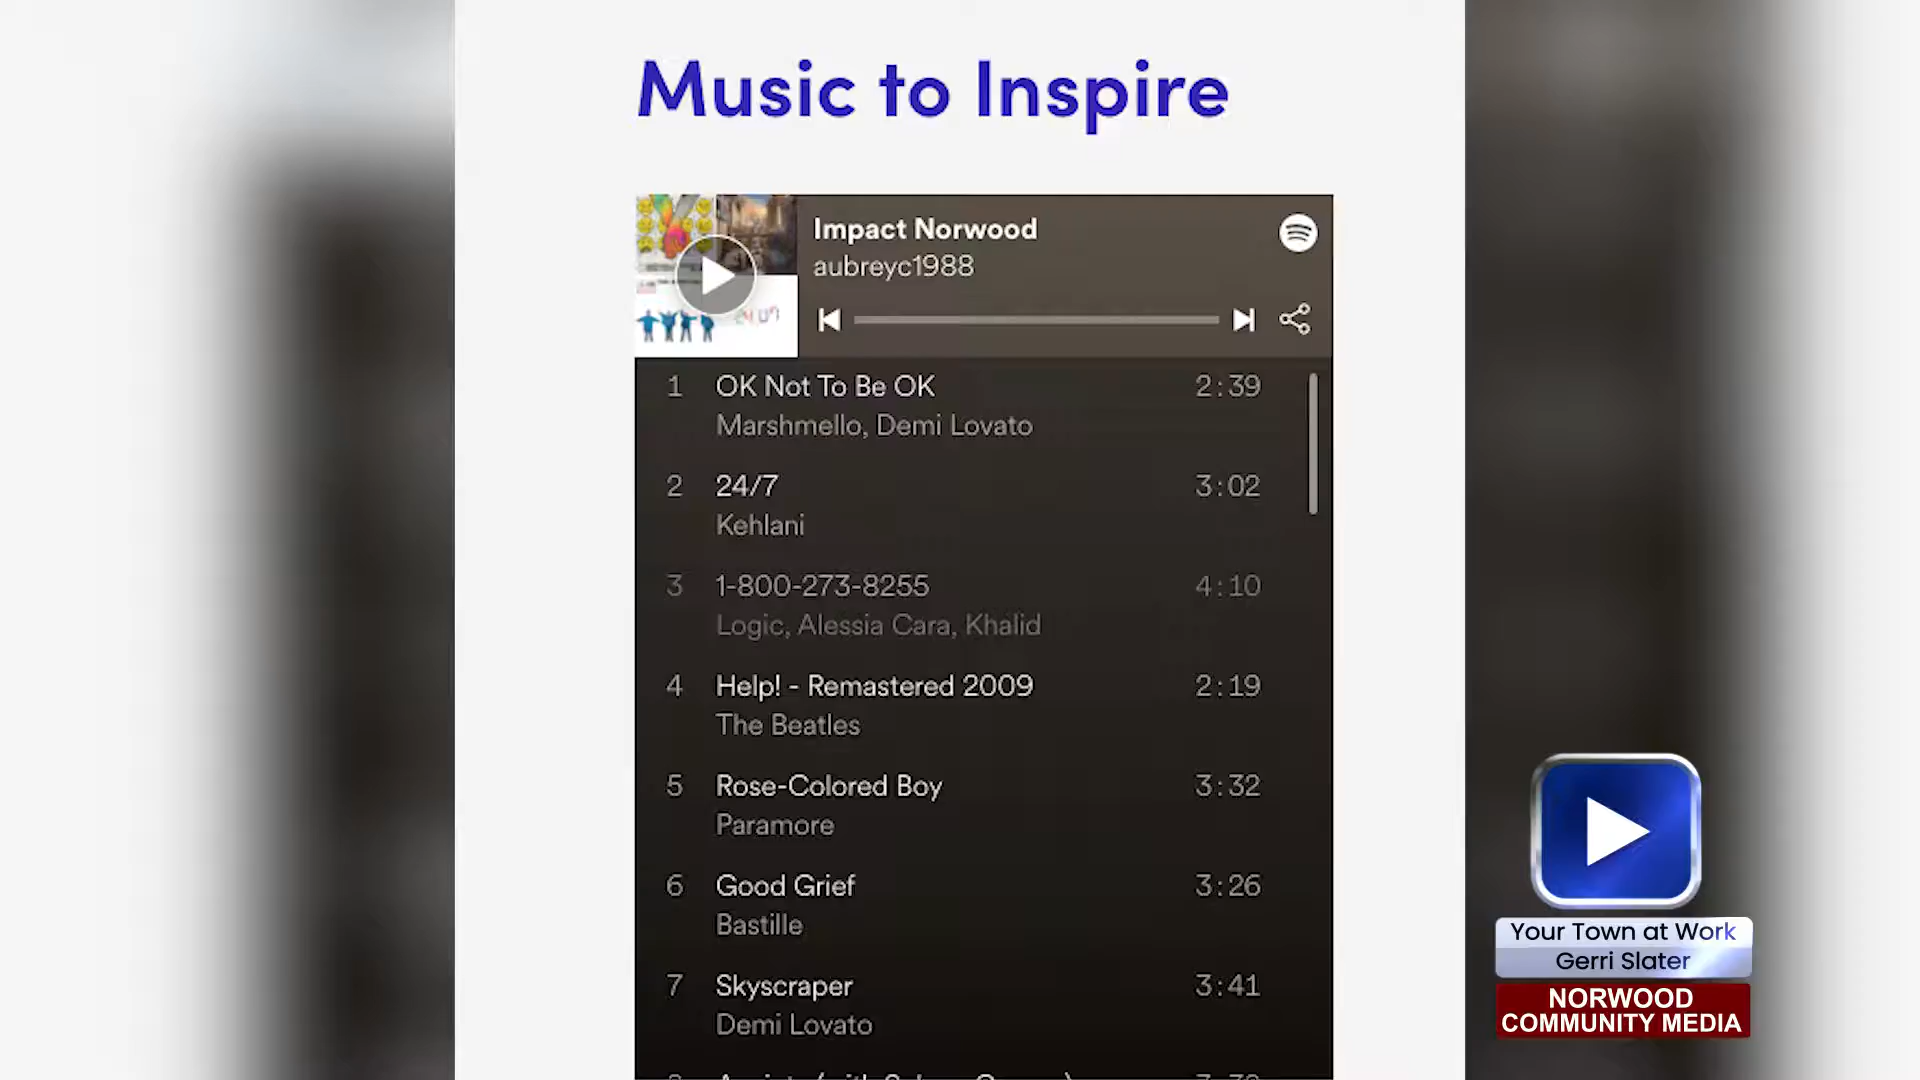 Music to Inspire
Impact Norwood
aubreyc1988
1 OK Not To Be OK 2:39
Marshmello, Demi Lovato
2 24/7 3:02
Kehlani
3 1-800-273-8255 4:10
Logic, Alessia Cara, Khalid
4 Help! - Remastered 2009 2:19
The Beatles
5 Rose-Colored Boy 3:32
Paramore
6 Good Grief 3:26
Bastille
7 Skyscraper 3:41
Demi Lovato
Your Town at Work
Gerri Slater
NORWOOD
COMMUNITY MEDIA